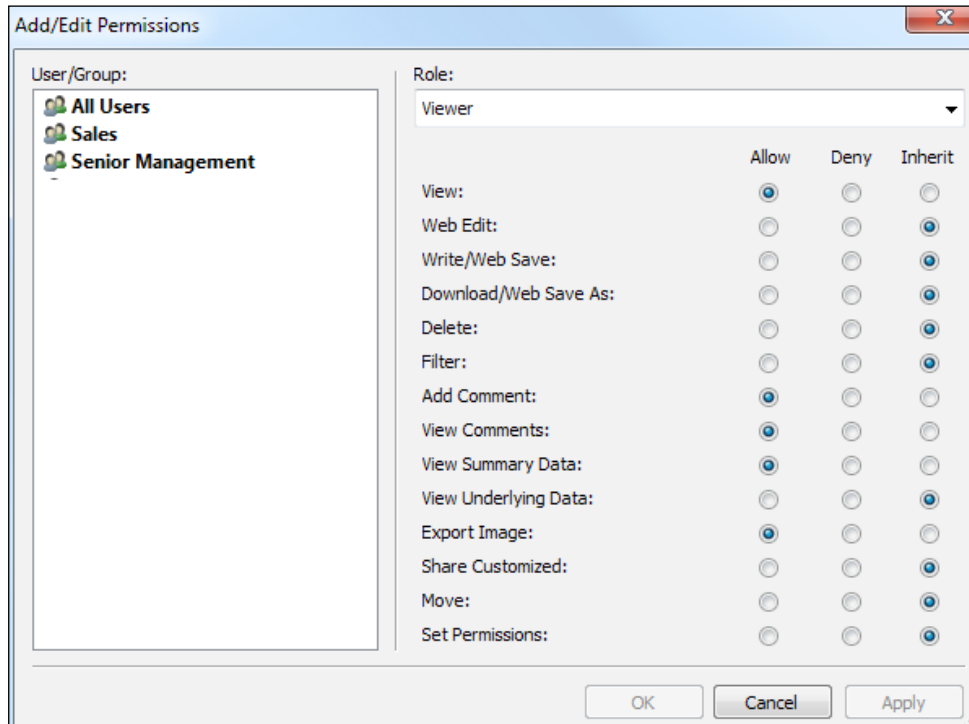 Add/Edit Permissions
User/Group:
All Users
Sales
Senior Management
Role:
Viewer
Allow Deny Inherit
View:
Web Edit:
Write/Web Save:
Download/Web Save As:
Delete:
Filter:
Add Comment:
View Comments:
View Summary Data:
View Underlying Data:
Export Image:
Share Customized:
Move:
Set Permissions:
OK Cancel Apply